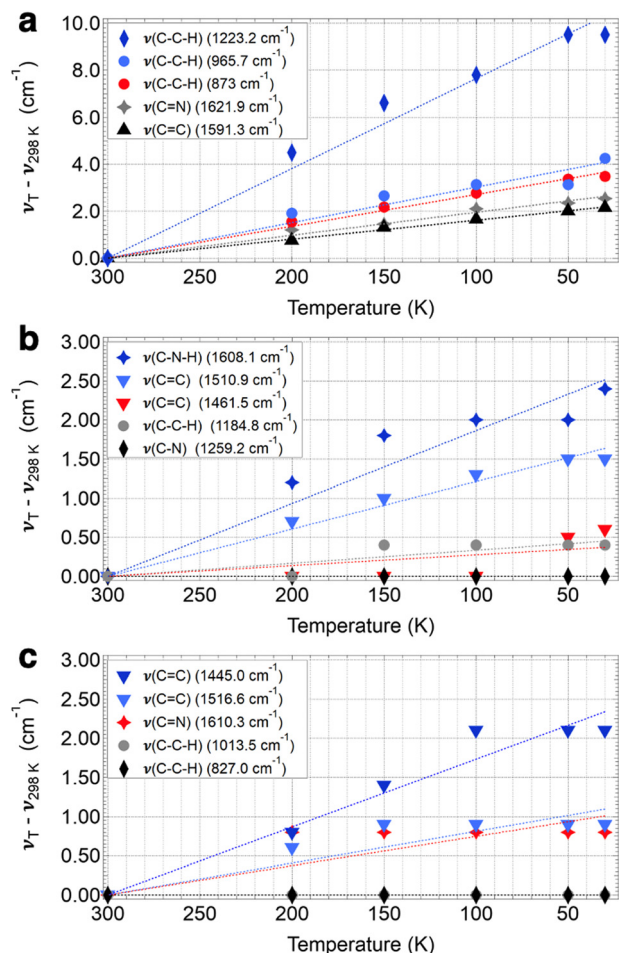 a
10.0
8.0
6.0
4.0
2.0
0.0
νT - ν298 K (cm⁻¹)
ν(C-C-H) (1223.2 cm⁻¹)
ν(C-C-H) (965.7 cm⁻¹)
ν(C-C-H) (873 cm⁻¹)
ν(C=N) (1621.9 cm⁻¹)
ν(C=C) (1591.3 cm⁻¹)
300 250 200 150 100 50
Temperature (K)
b
3.00
2.50
2.00
1.50
1.00
0.50
0.00
νT - ν298 K (cm⁻¹)
ν(C-N-H) (1608.1 cm⁻¹)
ν(C=C) (1510.9 cm⁻¹)
ν(C=C) (1461.5 cm⁻¹)
ν(C-C-H) (1184.8 cm⁻¹)
ν(C-N) (1259.2 cm⁻¹)
300 250 200 150 100 50
Temperature (K)
c
3.00
2.50
2.00
1.50
1.00
0.50
0.00
νT - ν298 K (cm⁻¹)
ν(C=C) (1445.0 cm⁻¹)
ν(C=C) (1516.6 cm⁻¹)
ν(C=N) (1610.3 cm⁻¹)
ν(C-C-H) (1013.5 cm⁻¹)
ν(C-C-H) (827.0 cm⁻¹)
300 250 200 150 100 50
Temperature (K)